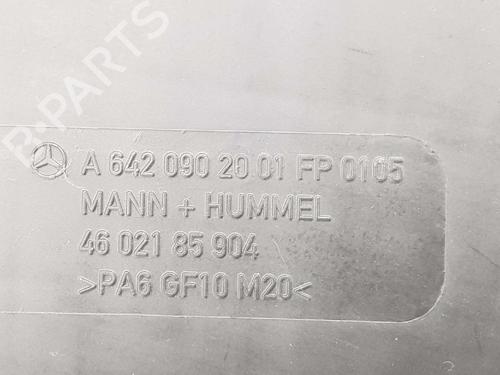 B-PARTS
A 642 090 20 01 FP 0105
MANN + HUMMEL
46 021 85 904
>PA6 GF10 M20<